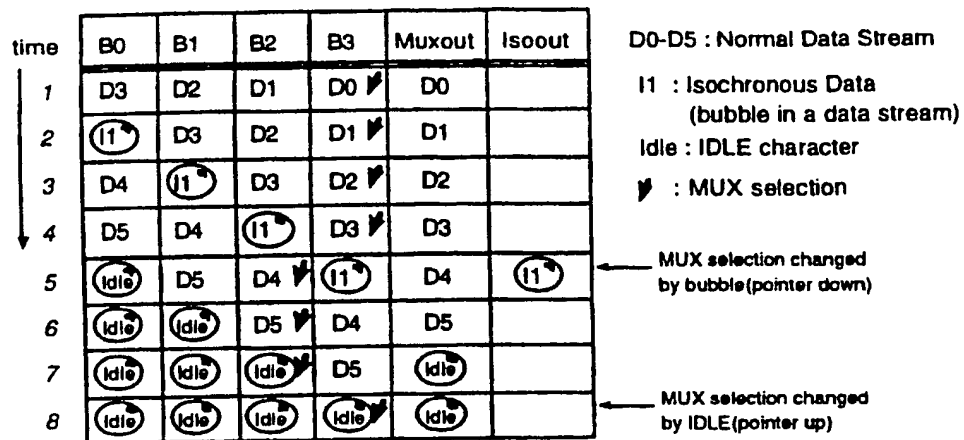 time B0 B1 B2 B3 Muxout Isoout
1 D3 D2 D1 D0 D0
2 I1 D3 D2 D1 D1
3 D4 I1 D3 D2 D2
4 D5 D4 I1 D3 D3
5 Idle D5 D4 I1 D4 I1
6 Idle Idle D5 D4 D5
7 Idle Idle Idle D5 Idle
8 Idle Idle Idle Idle Idle
D0-D5 : Normal Data Stream
I1 : Isochronous Data
(bubble in a data stream)
Idle : IDLE character
: MUX selection
MUX selection changed
by bubble(pointer down)
MUX selection changed
by IDLE(pointer up)